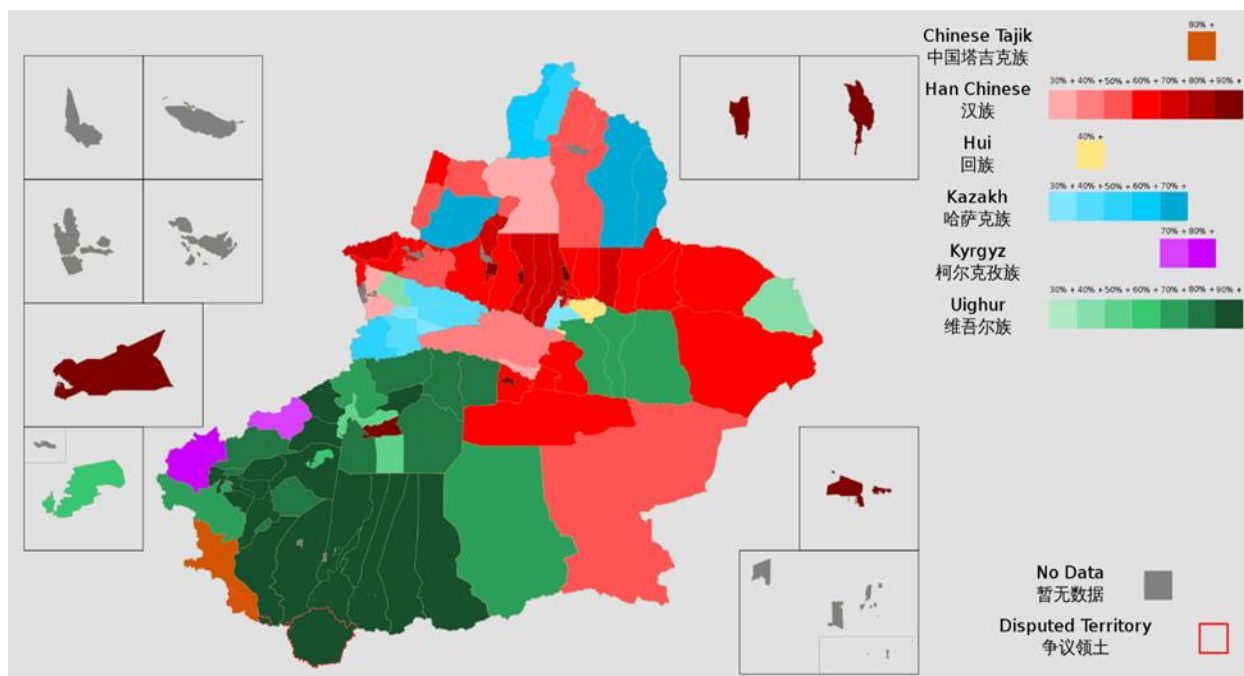 80% +
Chinese Tajik
中国塔吉克族
30% + 40% + 50% + 60% + 70% + 80% + 90% +
Han Chinese
汉族
40% +
Hui
回族
30% + 40% + 50% + 60% + 70% +
Kazakh
哈萨克族
70% + 80% +
Kyrgyz
柯尔克孜族
30% + 40% + 50% + 60% + 70% + 80% + 90% +
Uighur
维吾尔族
No Data
暂无数据
Disputed Territory
争议领土